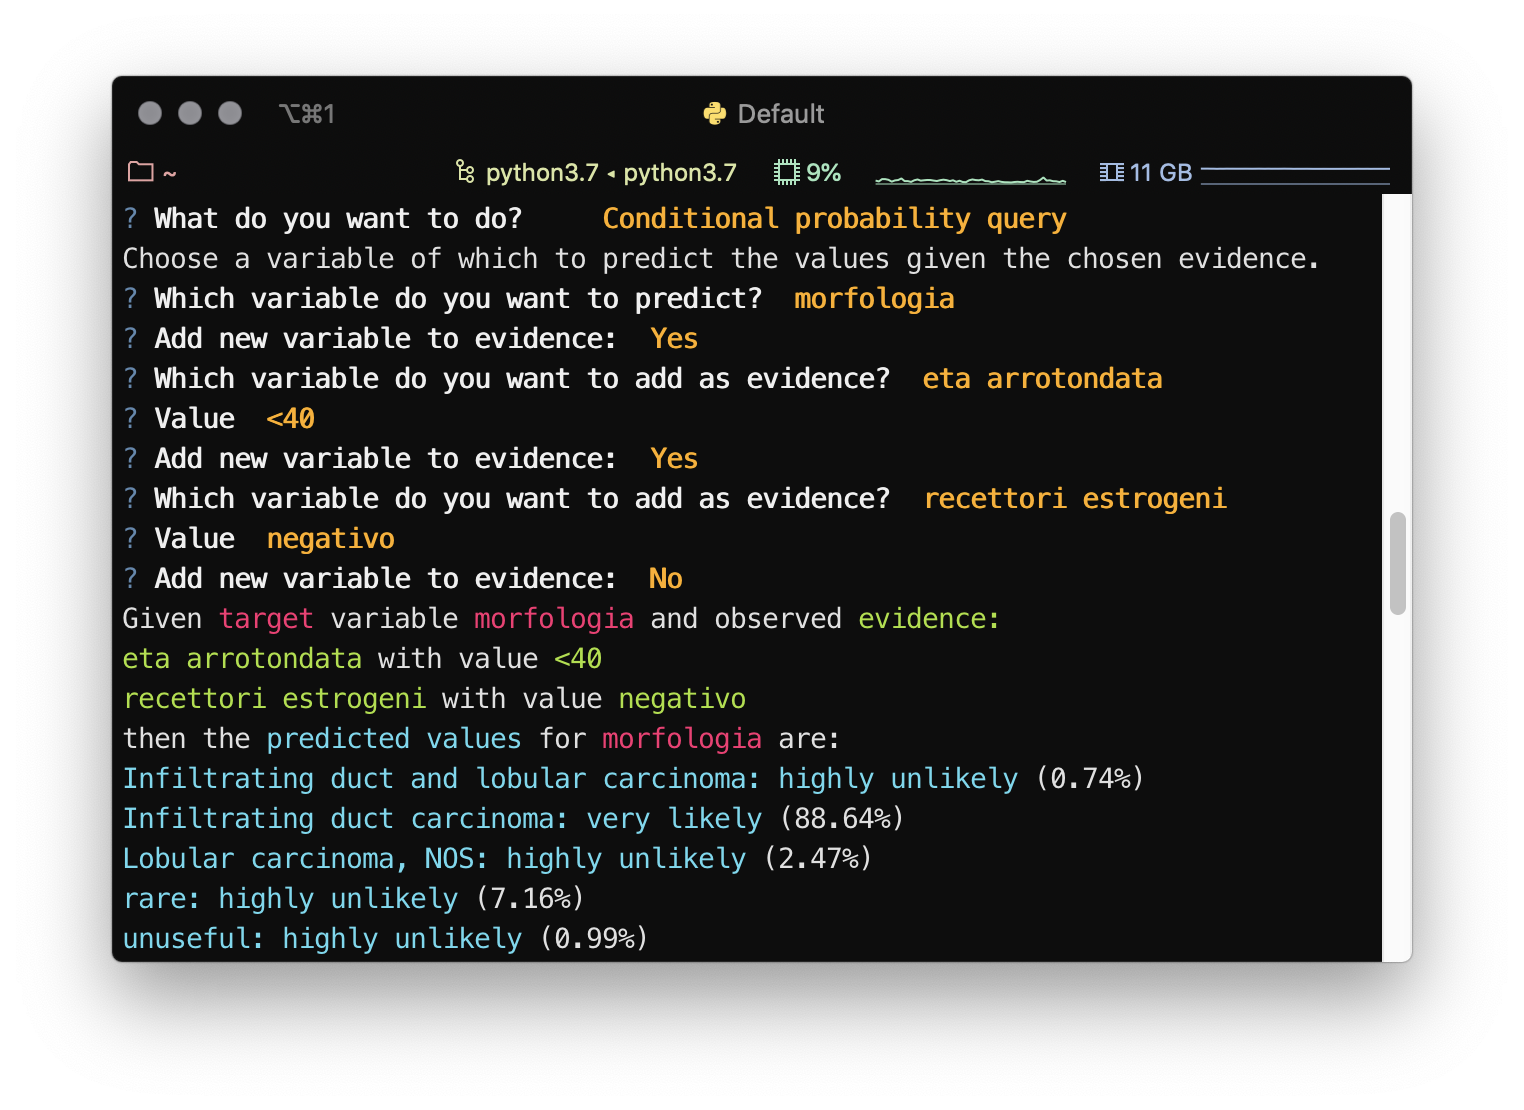 ⌥⌘1 Default
~ python3.7 ◂ python3.7 9% 11 GB
? What do you want to do? Conditional probability query
Choose a variable of which to predict the values given the chosen evidence.
? Which variable do you want to predict? morfologia
? Add new variable to evidence: Yes
? Which variable do you want to add as evidence? eta arrotondata
? Value <40
? Add new variable to evidence: Yes
? Which variable do you want to add as evidence? recettori estrogeni
? Value negativo
? Add new variable to evidence: No
Given target variable morfologia and observed evidence:
eta arrotondata with value <40
recettori estrogeni with value negativo
then the predicted values for morfologia are:
Infiltrating duct and lobular carcinoma: highly unlikely (0.74%)
Infiltrating duct carcinoma: very likely (88.64%)
Lobular carcinoma, NOS: highly unlikely (2.47%)
rare: highly unlikely (7.16%)
unuseful: highly unlikely (0.99%)